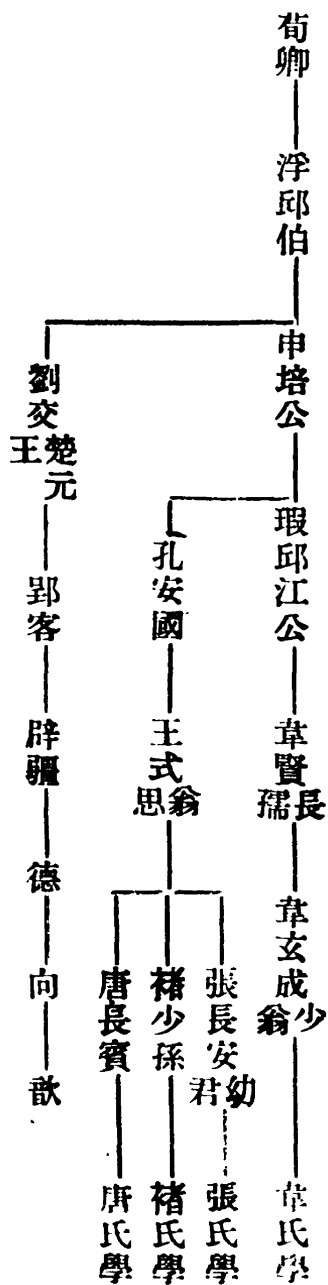 荀卿
浮邱伯
申培公
瑕邱江公
韋賢
長孺
韋玄成
少翁
韋氏學
孔安國
王式
翁思
張長安
幼君
張氏學
褚少孫
褚氏學
唐長賓
唐氏學
劉交
楚元王
郢客
辟疆
德
向
歆